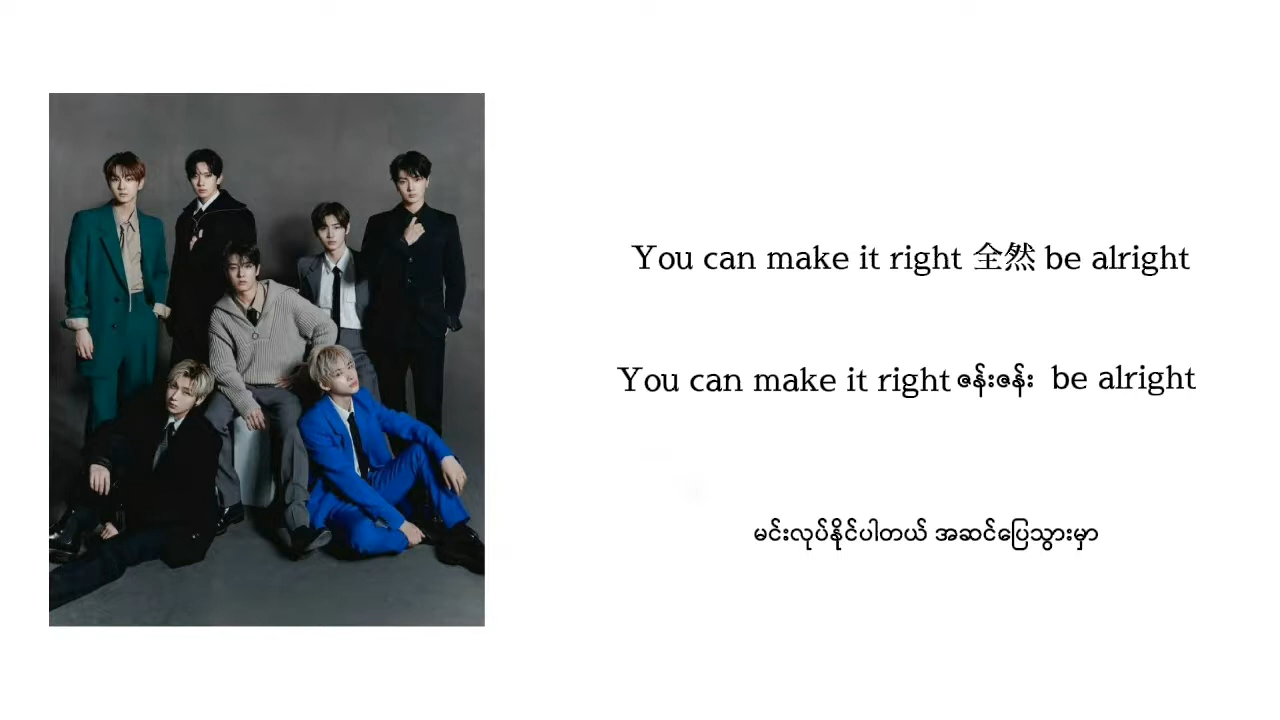 You can make it right 全然 be alright
You can make it right ဇန်းဇန်း be alright
မင်းလုပ်နိုင်ပါတယ် အဆင်ပြေသွားမှာ